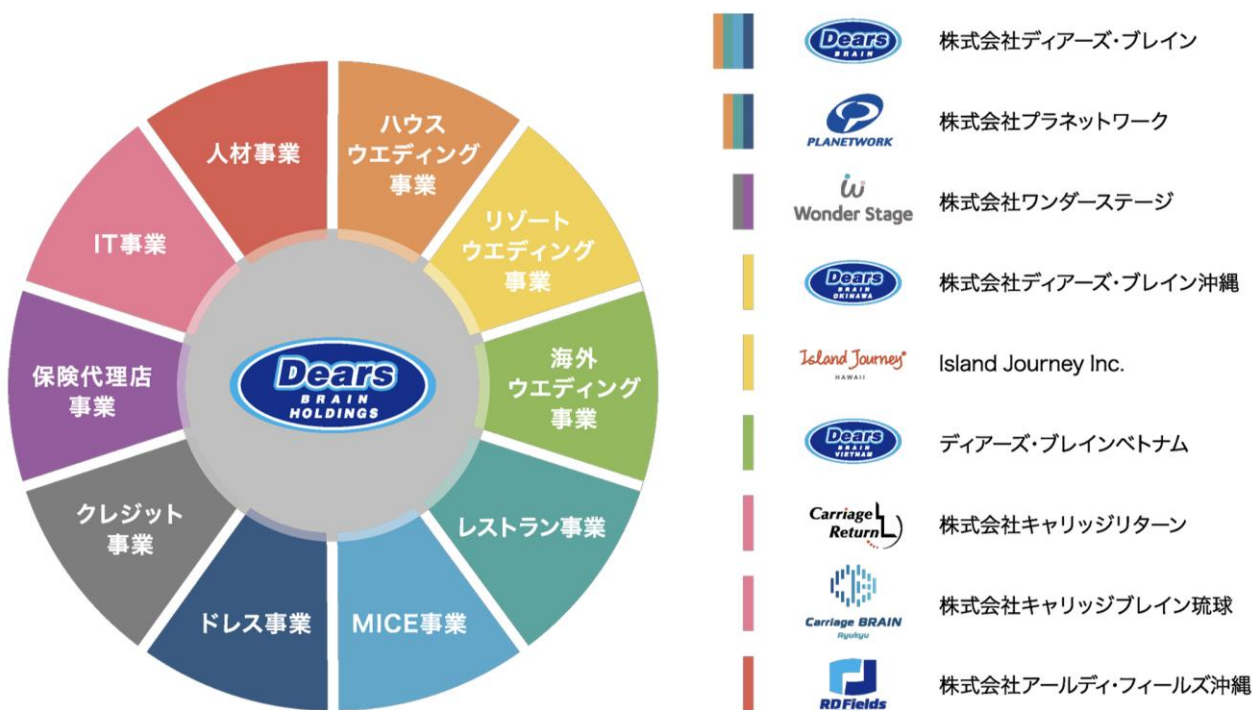 人材事業
ハウス
ウエディング
事業
リゾート
ウエディング
事業
海外
ウエディング
事業
レストラン事業
MICE事業
ドレス事業
クレジット
事業
保険代理店
事業
IT事業
Dears
BRAIN
HOLDINGS
Dears
BRAIN
株式会社ディアーズ・ブレイン
PLANETWORK
株式会社プラネットワーク
Wonder Stage
株式会社ワンダーステージ
Dears
BRAIN
OKINAWA
株式会社ディアーズ・ブレイン沖縄
Island Journey
HAWAII
Island Journey Inc.
Dears
BRAIN
VIETNAM
ディアーズ・ブレインベトナム
Carriage
Return
株式会社キャリッジリターン
Carriage BRAIN
Ryukyu
株式会社キャリッジブレイン琉球
RDFields
株式会社アールディ・フィールズ沖縄